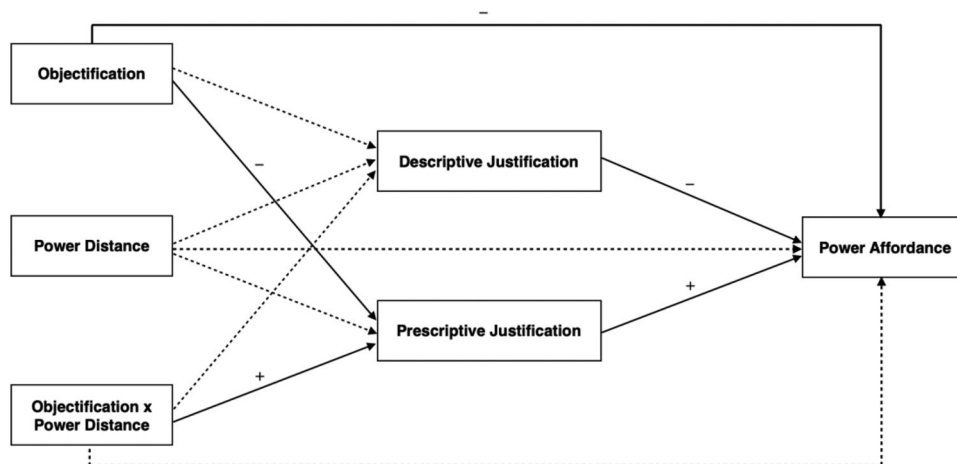 –
Objectification
Descriptive Justification
–
–
Power Distance
Power Affordance
+
Prescriptive Justification
+
Objectification x
Power Distance